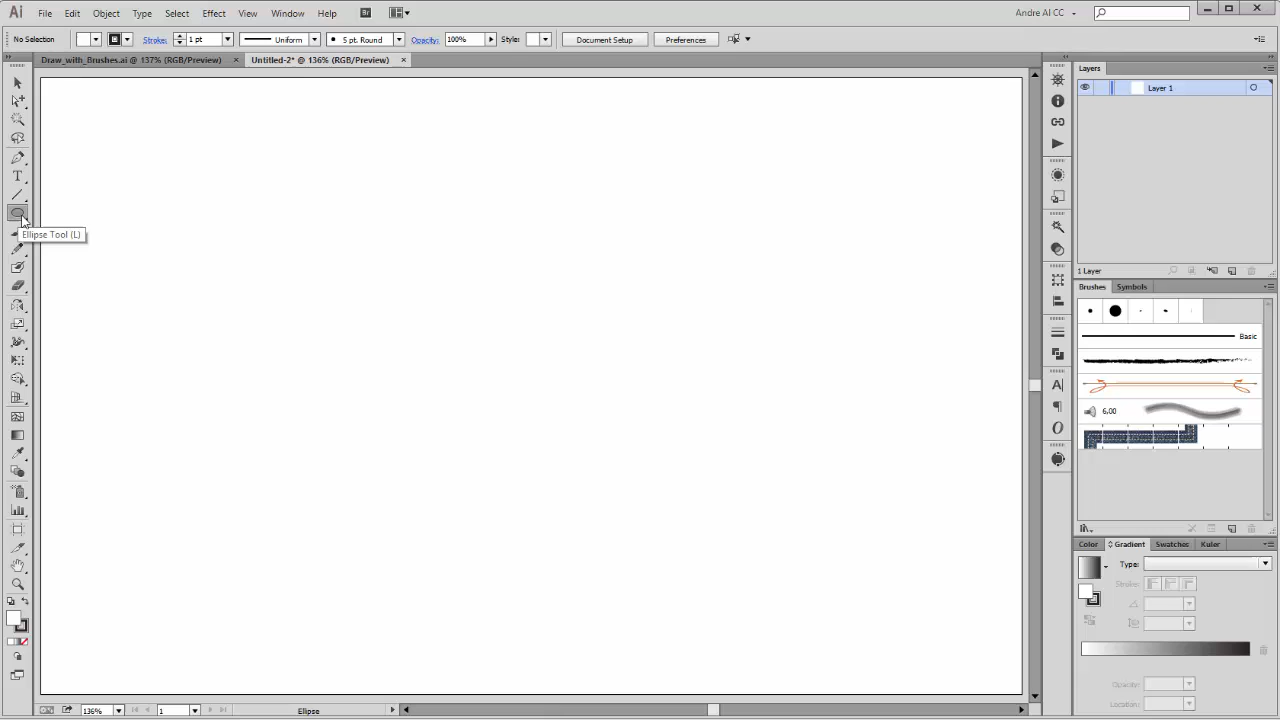 Ai File Edit Object Type Select Effect View Window Help Br Andre AI CC
No Selection Stroke: 1 pt Uniform 5 pt. Round Opacity: 100% Style: Document Setup Preferences
Draw_with_Brushes.ai @ 137% (RGB/Preview) × Untitled-2* @ 136% (RGB/Preview) ×
Layers
Layer 1
Ellipse Tool (L)
1 Layer
Brushes Symbols
Basic
6,00
Color Gradient Swatches Kuler
Type:
Stroke:
Opacity:
Location:
136% 1 Ellipse